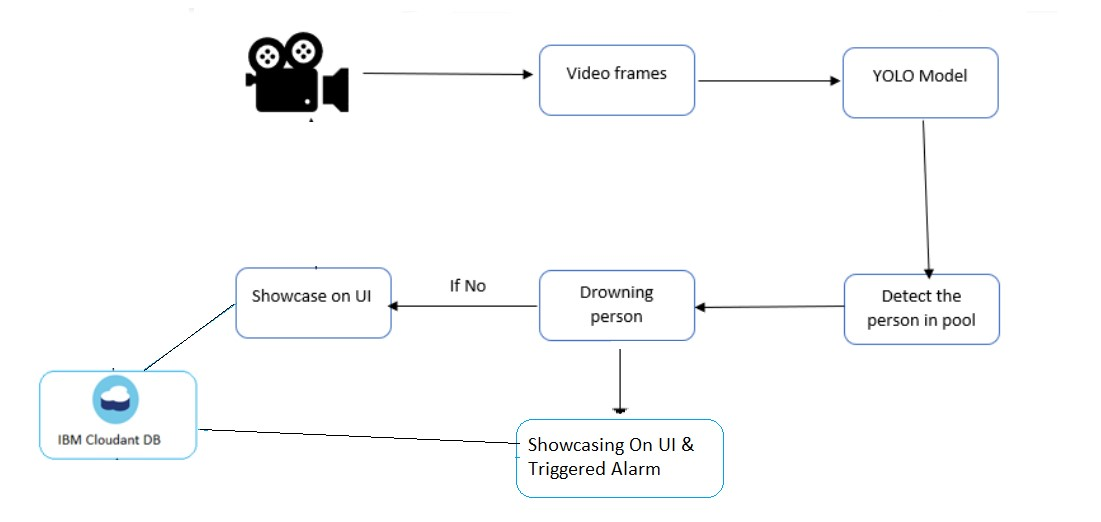 Video frames
YOLO Model
Showcase on UI
If No
Drowning
person
Detect the
person in pool
IBM Cloudant DB
Showcasing On UI &
Triggered Alarm